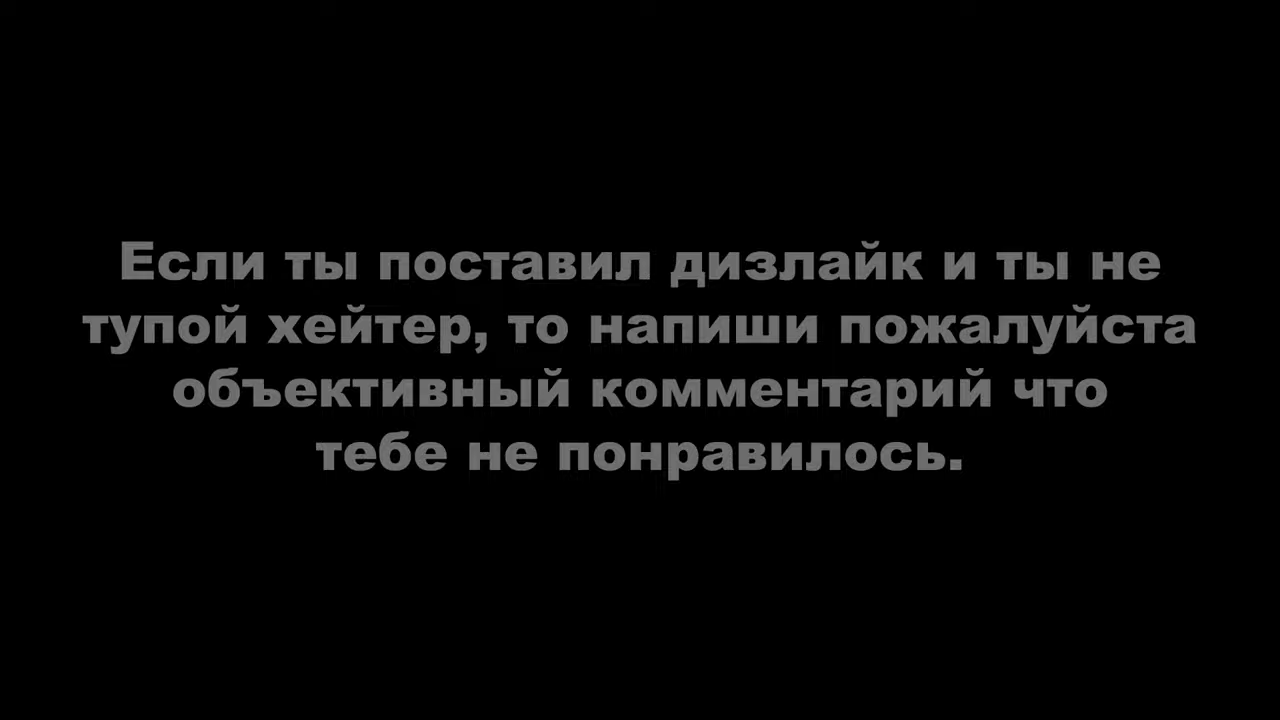 Если ты поставил дизлайк и ты не
тупой хейтер, то напиши пожалуйста
объективный комментарий что
тебе не понравилось.